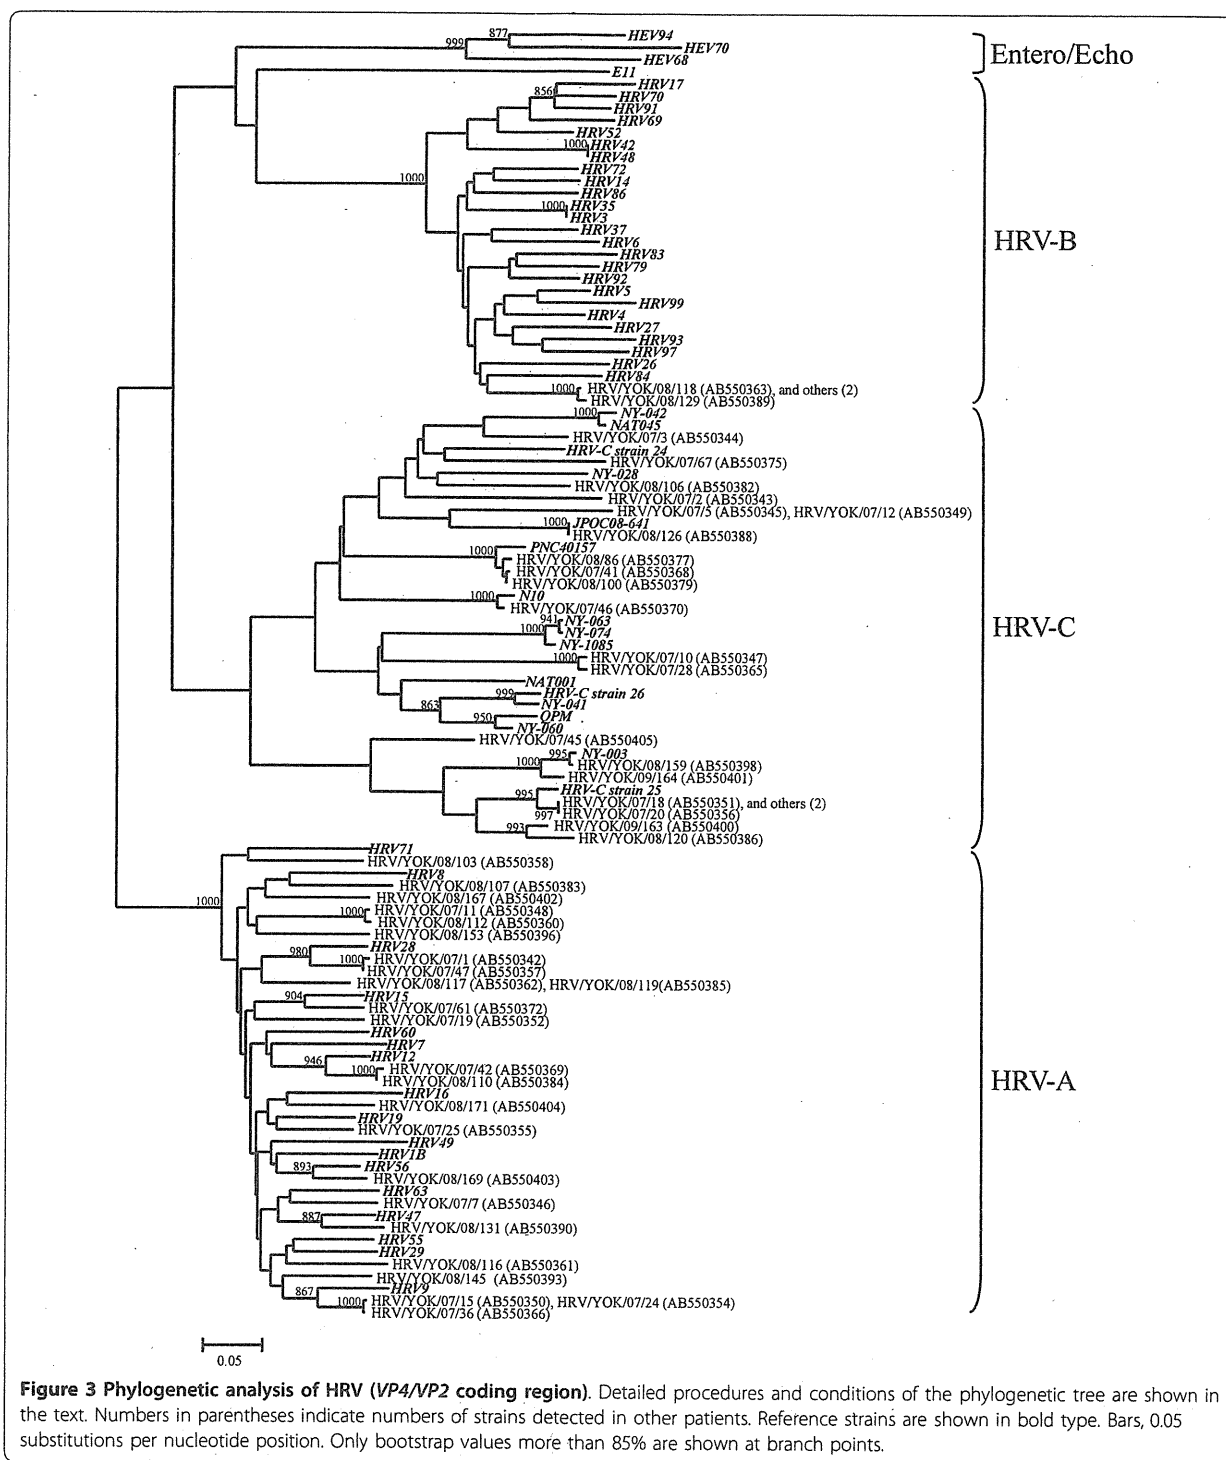 877
HEV94
999
HEV70
HEV68
Entero/Echo
E11
HRV17
856
HRV70
HRV91
HRV69
HRV52
1000
HRV42
HRV48
1000
HRV72
HRV14
HRV86
1000
HRV35
HRV3
HRV37
HRV6
HRV-B
HRV83
HRV79
HRV92
HRV5
HRV99
HRV4
HRV27
HRV93
HRV97
HRV26
HRV84
1000
HRV/YOK/08/118 (AB550363), and others (2)
HRV/YOK/08/129 (AB550389)
1000
NY-042
NAT045
HRV/YOK/07/3 (AB550344)
HRV-C strain 24
HRV/YOK/07/67 (AB550375)
NY-028
HRV/YOK/08/106 (AB550382)
HRV/YOK/07/2 (AB550343)
HRV/YOK/07/5 (AB550345), HRV/YOK/07/12 (AB550349)
1000
JPOC08-641
HRV/YOK/08/126 (AB550388)
1000
PNC40157
HRV/YOK/08/86 (AB550377)
HRV/YOK/07/41 (AB550368)
HRV/YOK/08/100 (AB550379)
1000
N10
HRV/YOK/07/46 (AB550370)
941
NY-063
1000
NY-074
HRV-C
NY-1085
1000
HRV/YOK/07/10 (AB550347)
HRV/YOK/07/28 (AB550365)
NAT001
999
HRV-C strain 26
863
NY-041
950
QPM
NY-060
HRV/YOK/07/45 (AB550405)
995
NY-003
1000
HRV/YOK/08/159 (AB550398)
HRV/YOK/09/164 (AB550401)
995
HRV-C strain 25
HRV/YOK/07/18 (AB550351), and others (2)
997
HRV/YOK/07/20 (AB550356)
993
HRV/YOK/09/163 (AB550400)
HRV/YOK/08/120 (AB550386)
HRV71
HRV/YOK/08/103 (AB550358)
HRV8
HRV/YOK/08/107 (AB550383)
1000
HRV/YOK/08/167 (AB550402)
1000
HRV/YOK/07/11 (AB550348)
HRV/YOK/08/112 (AB550360)
HRV/YOK/08/153 (AB550396)
980
HRV28
1000
HRV/YOK/07/1 (AB550342)
HRV/YOK/07/47 (AB550357)
HRV/YOK/08/117 (AB550362), HRV/YOK/08/119(AB550385)
904
HRV15
HRV/YOK/07/61 (AB550372)
HRV/YOK/07/19 (AB550352)
HRV60
HRV7
946
HRV12
1000
HRV/YOK/07/42 (AB550369)
HRV/YOK/08/110 (AB550384)
HRV-A
HRV16
HRV/YOK/08/171 (AB550404)
HRV19
HRV/YOK/07/25 (AB550355)
HRV49
HRV1B
893
HRV56
HRV/YOK/08/169 (AB550403)
HRV63
HRV/YOK/07/7 (AB550346)
887
HRV47
HRV/YOK/08/131 (AB550390)
HRV55
HRV29
HRV/YOK/08/116 (AB550361)
HRV/YOK/08/145 (AB550393)
867
HRV9
1000
HRV/YOK/07/15 (AB550350), HRV/YOK/07/24 (AB550354)
HRV/YOK/07/36 (AB550366)
0.05
Figure 3 Phylogenetic analysis of HRV (VP4/VP2 coding region). Detailed procedures and conditions of the phylogenetic tree are shown in
the text. Numbers in parentheses indicate numbers of strains detected in other patients. Reference strains are shown in bold type. Bars, 0.05
substitutions per nucleotide position. Only bootstrap values more than 85% are shown at branch points.